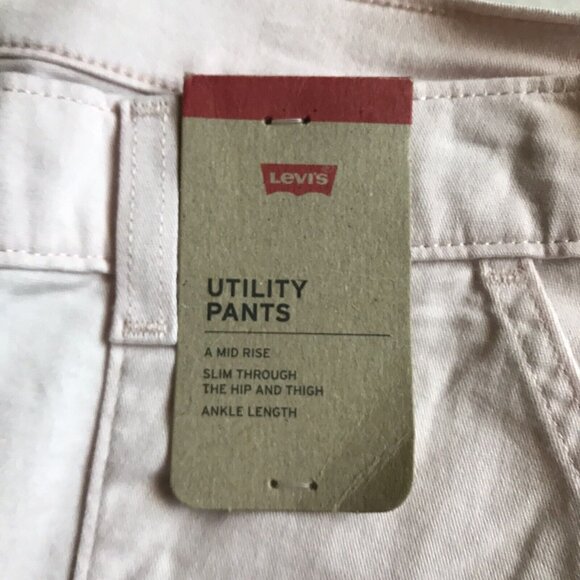 Levi's
UTILITY
PANTS
A MID RISE
SLIM THROUGH
THE HIP AND THIGH
ANKLE LENGTH